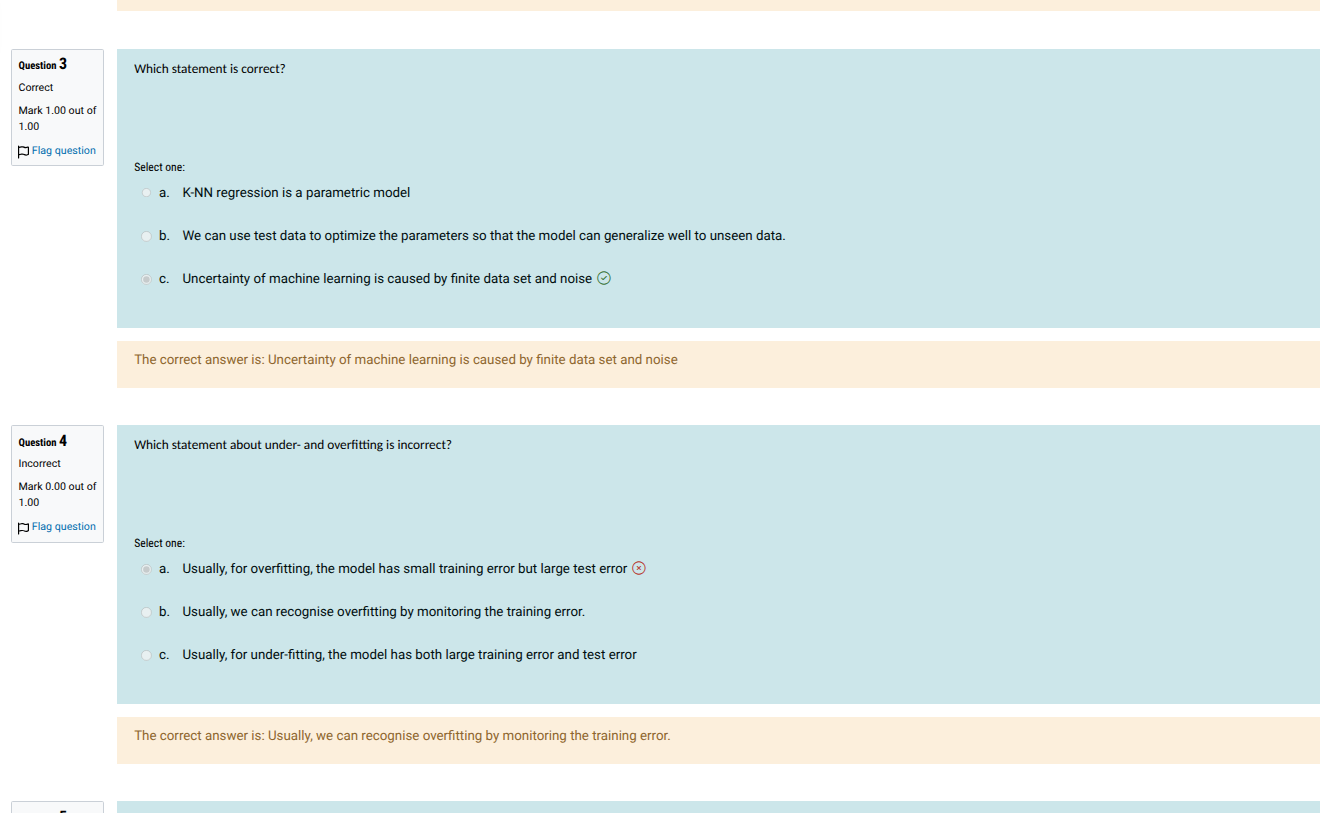 Question 3
Correct
Mark 1.00 out of
1.00
Flag question
Which statement is correct?
Select one:
a. K-NN regression is a parametric model
b. We can use test data to optimize the parameters so that the model can generalize well to unseen data.
c. Uncertainty of machine learning is caused by finite data set and noise
The correct answer is: Uncertainty of machine learning is caused by finite data set and noise
Question 4
Incorrect
Mark 0.00 out of
1.00
Flag question
Which statement about under- and overfitting is incorrect?
Select one:
a. Usually, for overfitting, the model has small training error but large test error
b. Usually, we can recognise overfitting by monitoring the training error.
c. Usually, for under-fitting, the model has both large training error and test error
The correct answer is: Usually, we can recognise overfitting by monitoring the training error.